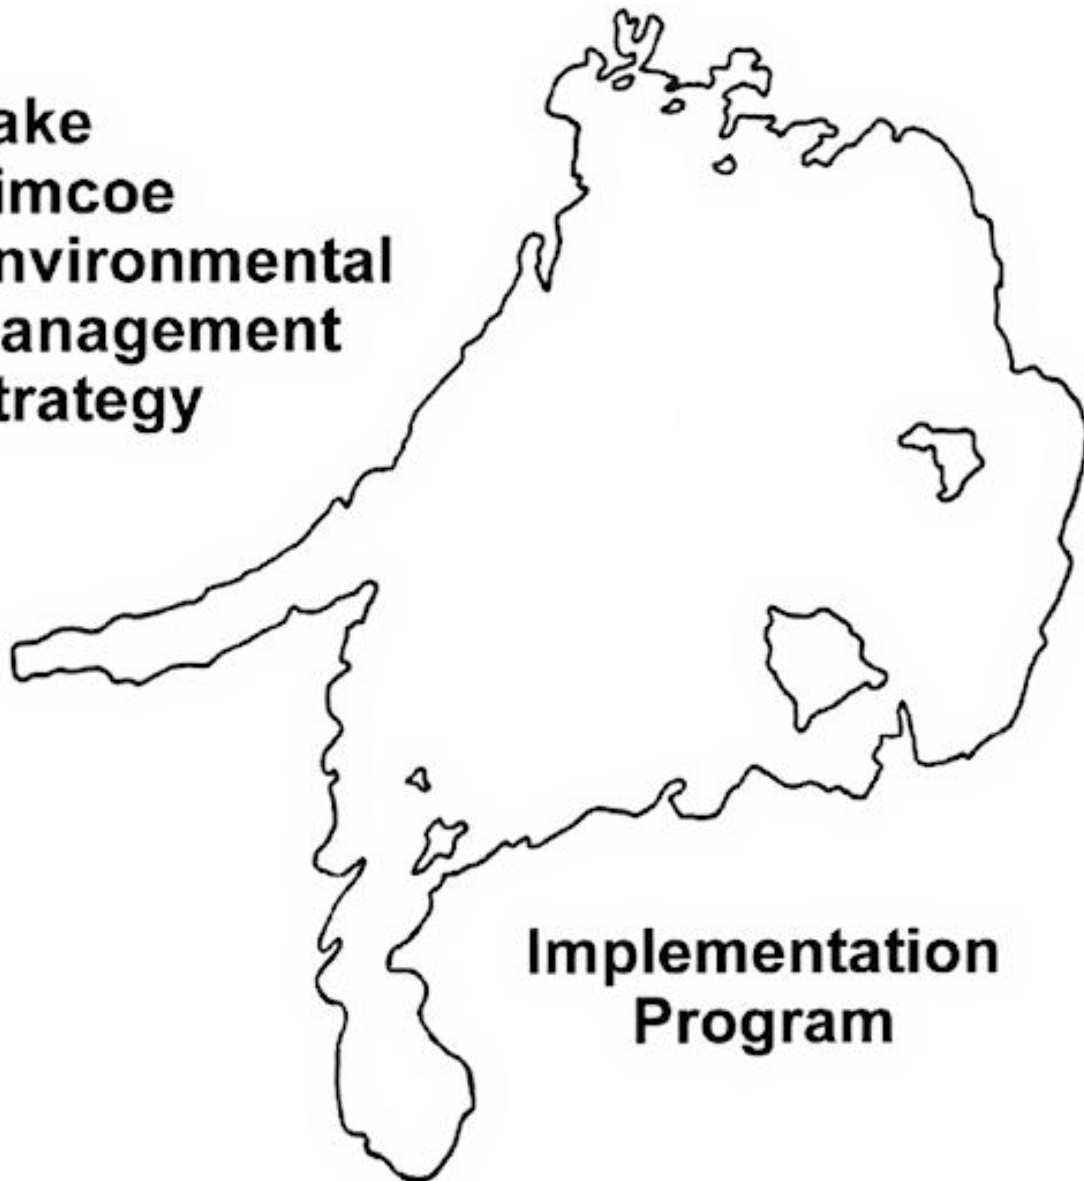 ake
imcoe
nvironmental
anagement
trategy
Implementation
Program